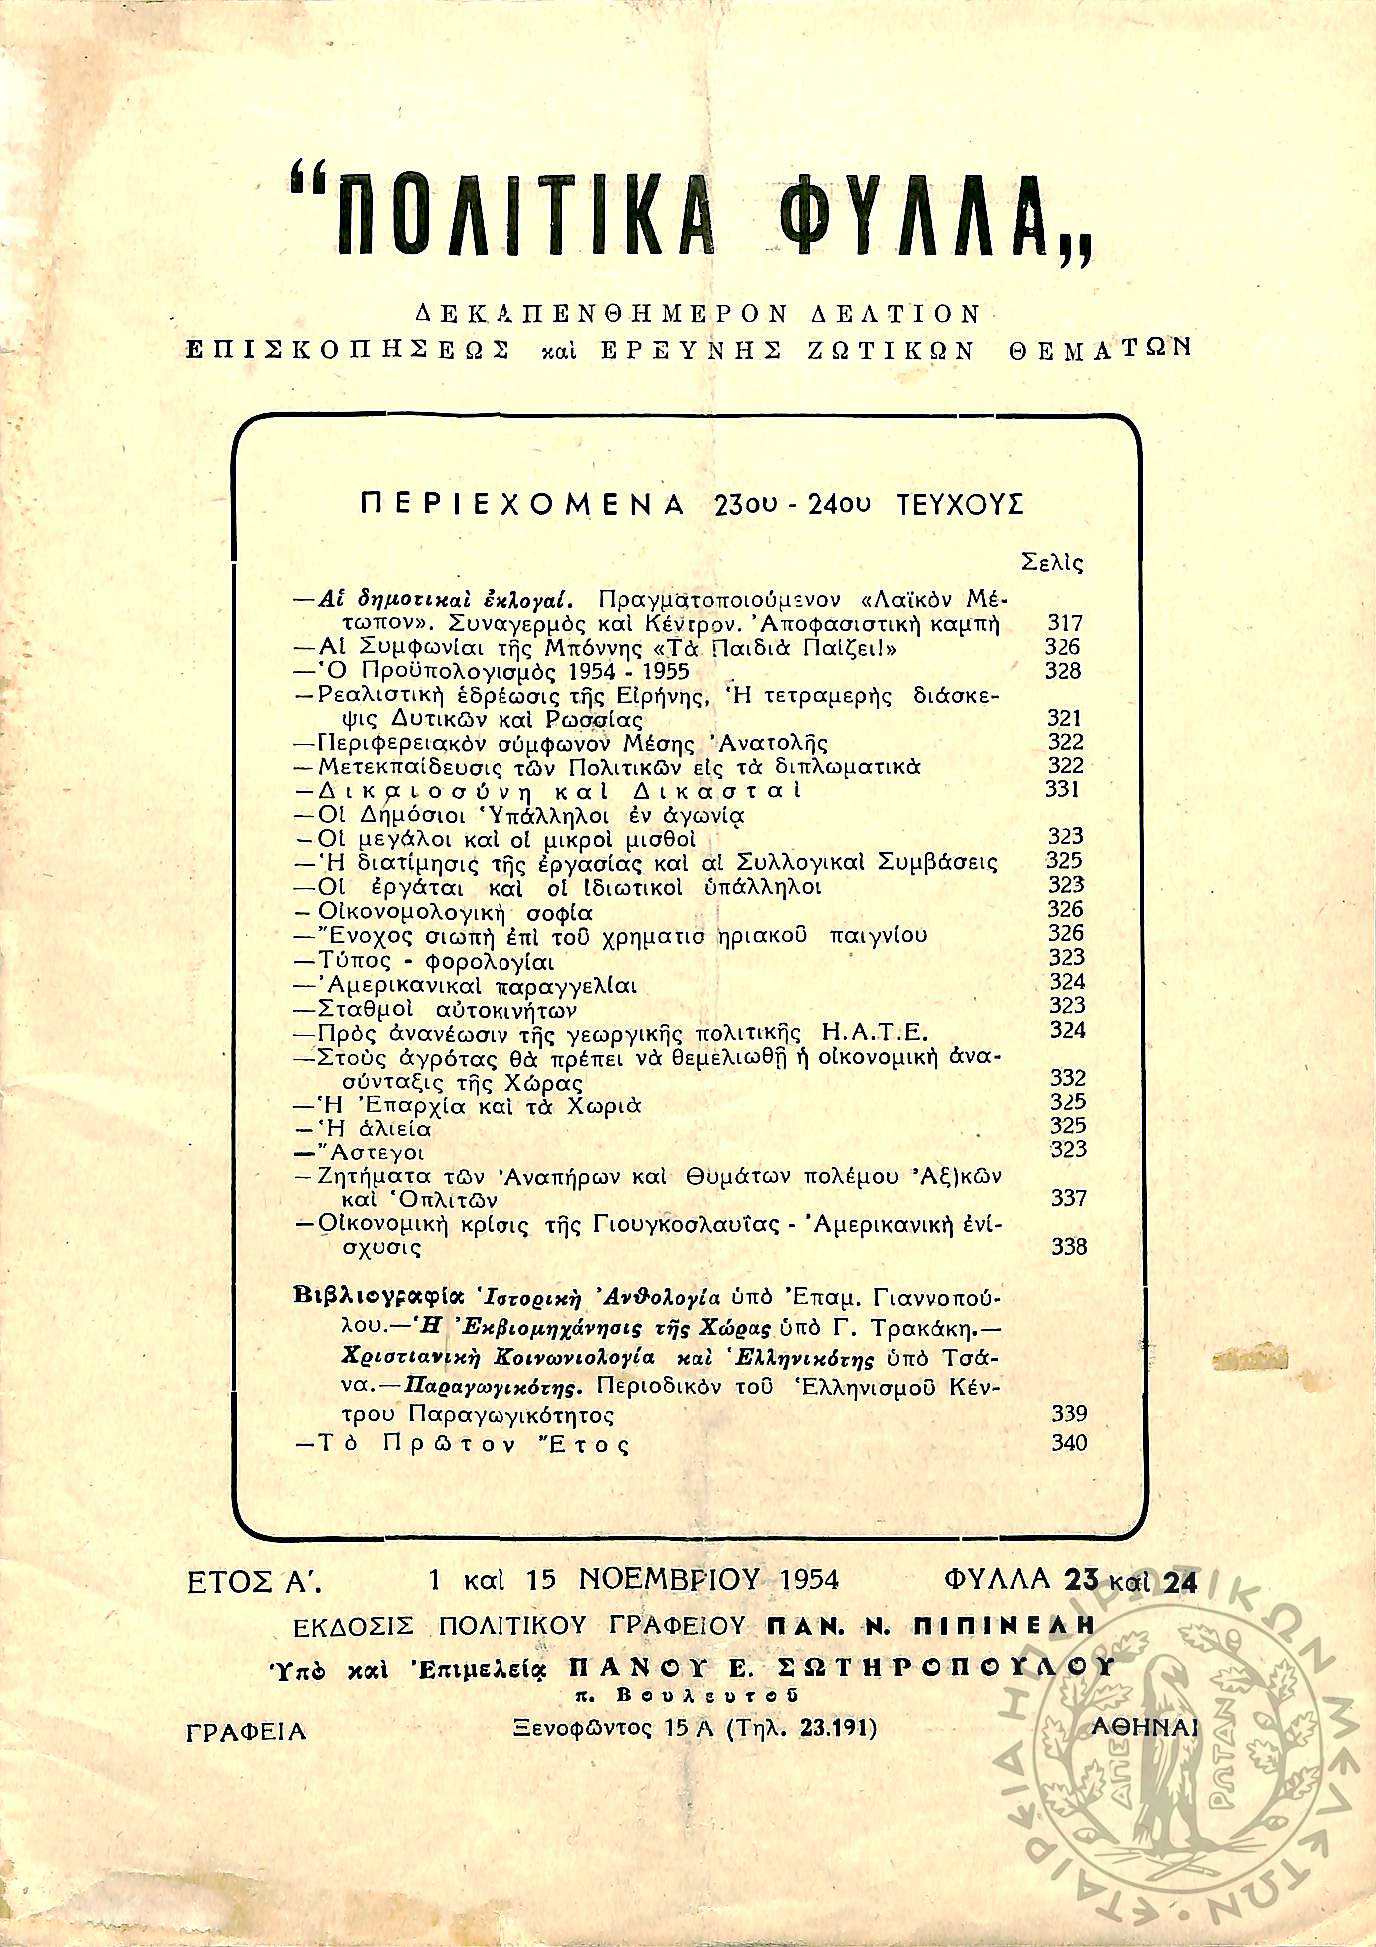 “ΠΟΛΙΤΙΚΑ ΦΥΛΛΑ„
ΔΕΚΑΠΕΝΘΗΜΕΡΟΝ ΔΕΛΤΙΟΝ
ΕΠΙΣΚΟΠΗΣΕΩΣ καὶ ΕΡΕΥΝΗΣ ΖΩΤΙΚΩΝ ΘΕΜΑΤΩΝ
ΠΕΡΙΕΧΟΜΕΝΑ 23ου - 24ου ΤΕΥΧΟΥΣ
Σελὶς
—Αἱ δημοτικαὶ ἐκλογαί. Πραγματοποιούμενον «Λαϊκὸν Μέ-
τωπον». Συναγερμὸς καὶ Κέντρον. Ἀποφασιστικὴ καμπὴ 317
—Αἱ Συμφωνίαι τῆς Μπόννης «Τὰ Παιδιὰ Παίζει!» 326
—Ὁ Προϋπολογισμὸς 1954 - 1955 328
—Ρεαλιστικὴ ἑδρέωσις τῆς Εἰρήνης, Ἡ τετραμερὴς διάσκε-
ψις Δυτικῶν καὶ Ρωσσίας 321
—Περιφερειακὸν σύμφωνον Μέσης Ἀνατολῆς 322
—Μετεκπαίδευσις τῶν Πολιτικῶν εἰς τὰ διπλωματικὰ 322
—Δικαιοσύνη καὶ Δικασταὶ 331
—Οἱ Δημόσιοι Ὑπάλληλοι ἐν ἀγωνίᾳ
—Οἱ μεγάλοι καὶ οἱ μικροὶ μισθοὶ 323
—Ἡ διατίμησις τῆς ἐργασίας καὶ αἱ Συλλογικαὶ Συμβάσεις 325
—Οἱ ἐργάται καὶ οἱ ἰδιωτικοὶ ὑπάλληλοι 323
—Οἰκονομολογικὴ σοφία 326
—Ἔνοχος σιωπὴ ἐπὶ τοῦ χρηματισ ηριακοῦ παιγνίου 326
—Τύπος - φορολογίαι 323
—Ἀμερικανικαὶ παραγγελίαι 324
—Σταθμοὶ αὐτοκινήτων 323
—Πρὸς ἀνανέωσιν τῆς γεωργικῆς πολιτικῆς Η.Α.Τ.Ε. 324
—Στοὺς ἀγρότας θὰ πρέπει νὰ θεμελιωθῇ ἡ οἰκονομικὴ ἀνα-
σύνταξις τῆς Χώρας 332
—Ἡ Ἐπαρχία καὶ τὰ Χωριὰ 325
—Ἡ ἁλιεία 325
—Ἄστεγοι 323
—Ζητήματα τῶν Ἀναπήρων καὶ Θυμάτων πολέμου Ἀξ)κῶν
καὶ Ὁπλιτῶν 337
—Οἰκονομικὴ κρίσις τῆς Γιουγκοσλαυΐας - Ἀμερικανικὴ ἐνί-
σχυσις 338
Βιβλιογραφία Ἱστορικὴ Ἀνθολογία ὑπὸ Ἐπαμ. Γιαννοπού-
λου.—Ἡ Ἐκβιομηχάνησις τῆς Χώρας ὑπὸ Γ. Τρακάκη.—
Χριστιανικὴ Κοινωνιολογία καὶ Ἑλληνικότης ὑπὸ Τσά-
να.—Παραγωγικότης. Περιοδικὸν τοῦ Ἑλληνισμοῦ Κέν-
τρου Παραγωγικότητος 339
—Τὸ Πρῶτον Ἔτος 340
ΕΤΟΣ Α΄. 1 καὶ 15 ΝΟΕΜΒΡΙΟΥ 1954 ΦΥΛΛΑ 23 καὶ 24
ΕΚΔΟΣΙΣ ΠΟΛΙΤΙΚΟΥ ΓΡΑΦΕΙΟΥ ΠΑΝ. Ν. ΠΙΠΙΝΕΛΗ
Ὑπὸ καὶ Ἐπιμελείᾳ ΠΑΝΟΥ Ε. ΣΩΤΗΡΟΠΟΥΛΟΥ
π. Βουλευτοῦ
ΓΡΑΦΕΙΑ Ξενοφῶντος 15 Α (Τηλ. 23.191) ΑΘΗΝΑΙ
ΕΤΑΙΡΕΙΑ ΗΠΕΙΡΩΤΙΚΩΝ ΜΕΛΕΤΩΝ
ΑΠΕΙ ΡΩΤΑΝ